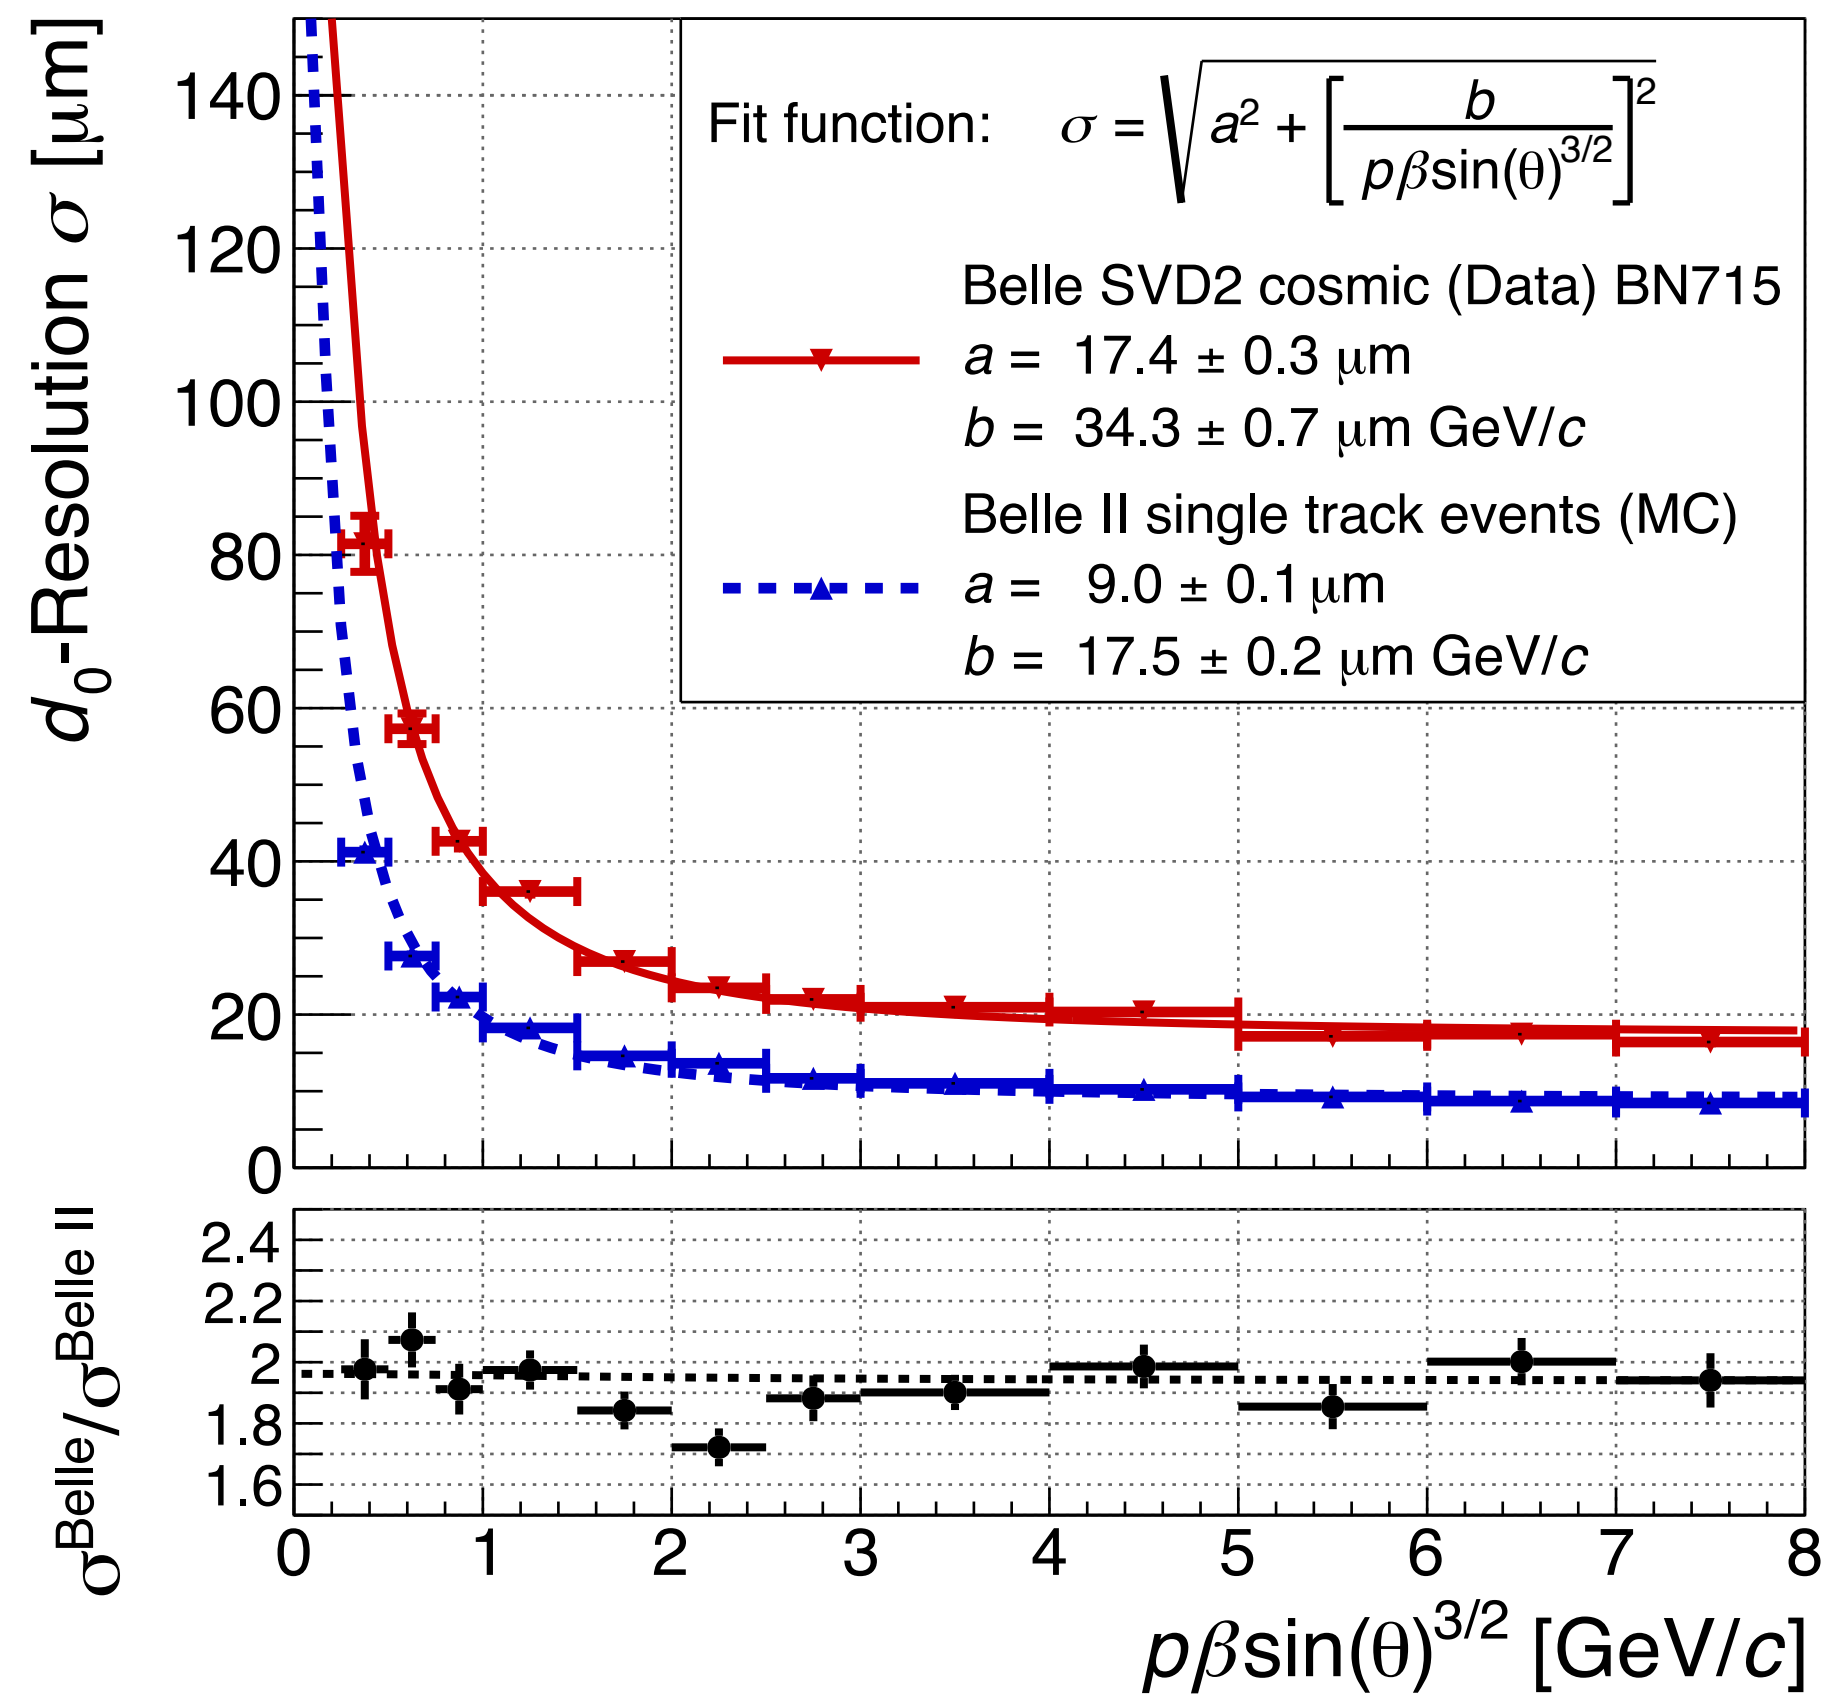 d₀-Resolution σ [μm]
140
120
100
80
60
40
20
0
Fit function: σ = √(a² + [b / (pβsin(θ)^{3/2})]²)
Belle SVD2 cosmic (Data) BN715
a = 17.4 ± 0.3 μm
b = 34.3 ± 0.7 μm GeV/c
Belle II single track events (MC)
a = 9.0 ± 0.1 μm
b = 17.5 ± 0.2 μm GeV/c
σ^{Belle}/σ^{Belle II}
2.4
2.2
2
1.8
1.6
0 1 2 3 4 5 6 7 8
pβsin(θ)^{3/2} [GeV/c]